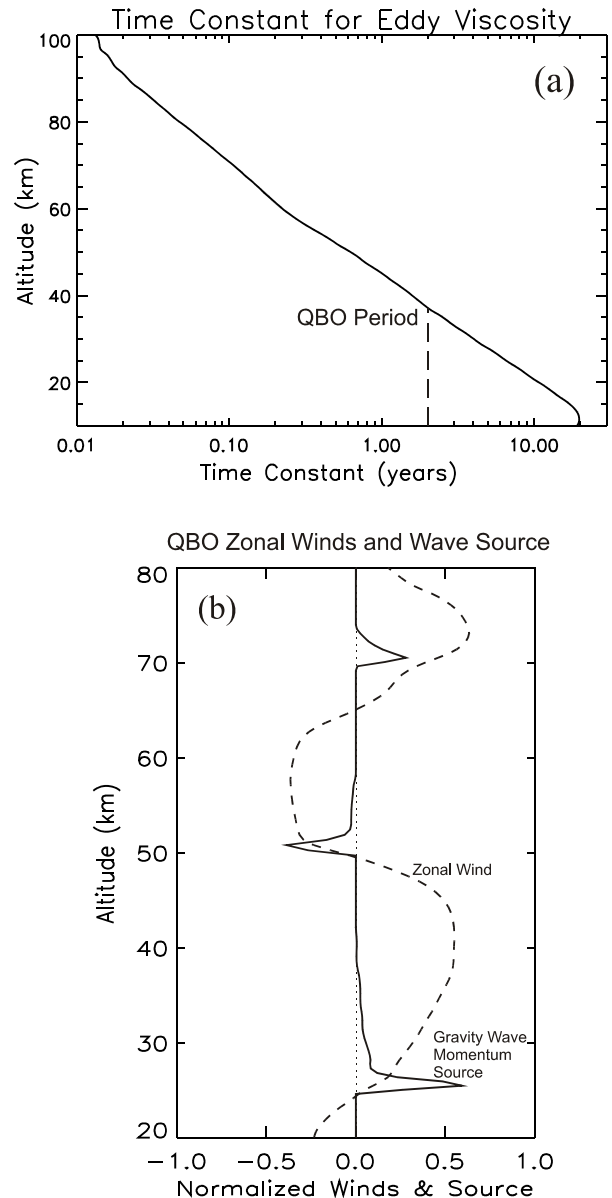 Time Constant for Eddy Viscosity
100
(a)
80
60
40
20
Altitude (km)
QBO Period
0.01
0.10
1.00
10.00
Time Constant (years)
QBO Zonal Winds and Wave Source
80
(b)
70
60
50
40
30
20
Altitude (km)
Zonal Wind
Gravity Wave
Momentum
Source
−1.0
−0.5
0.0
0.5
1.0
Normalized Winds & Source